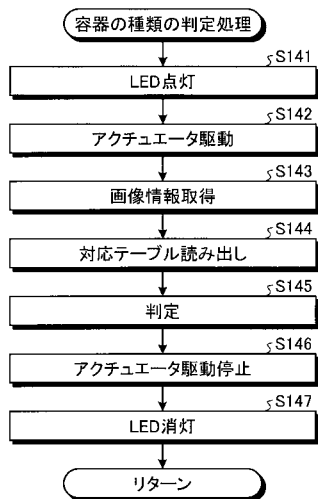 容器の種類の判定処理
S141
LED点灯
S142
アクチュエータ駆動
S143
画像情報取得
S144
対応テーブル読み出し
S145
判定
S146
アクチュエータ駆動停止
S147
LED消灯
リターン